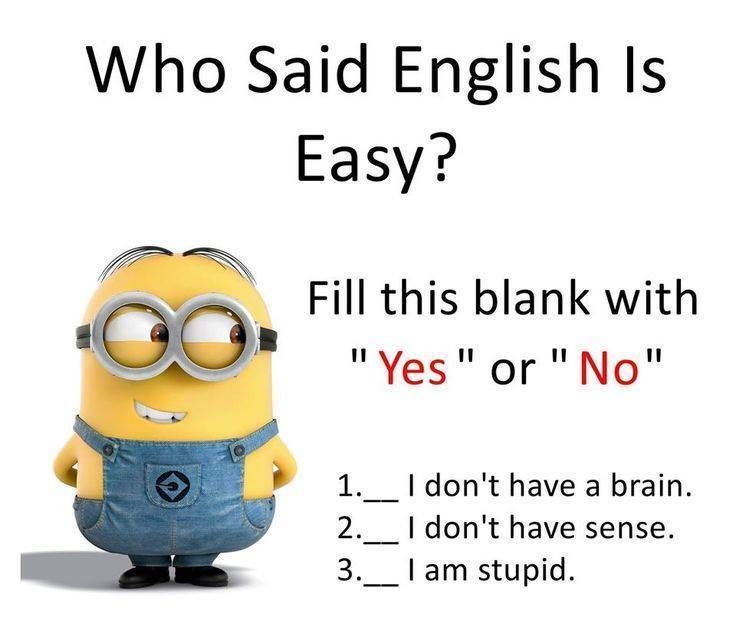 Who Said English Is
Easy?
Fill this blank with
"Yes" or "No"
1.__ I don't have a brain.
2.__ I don't have sense.
3.__ I am stupid.